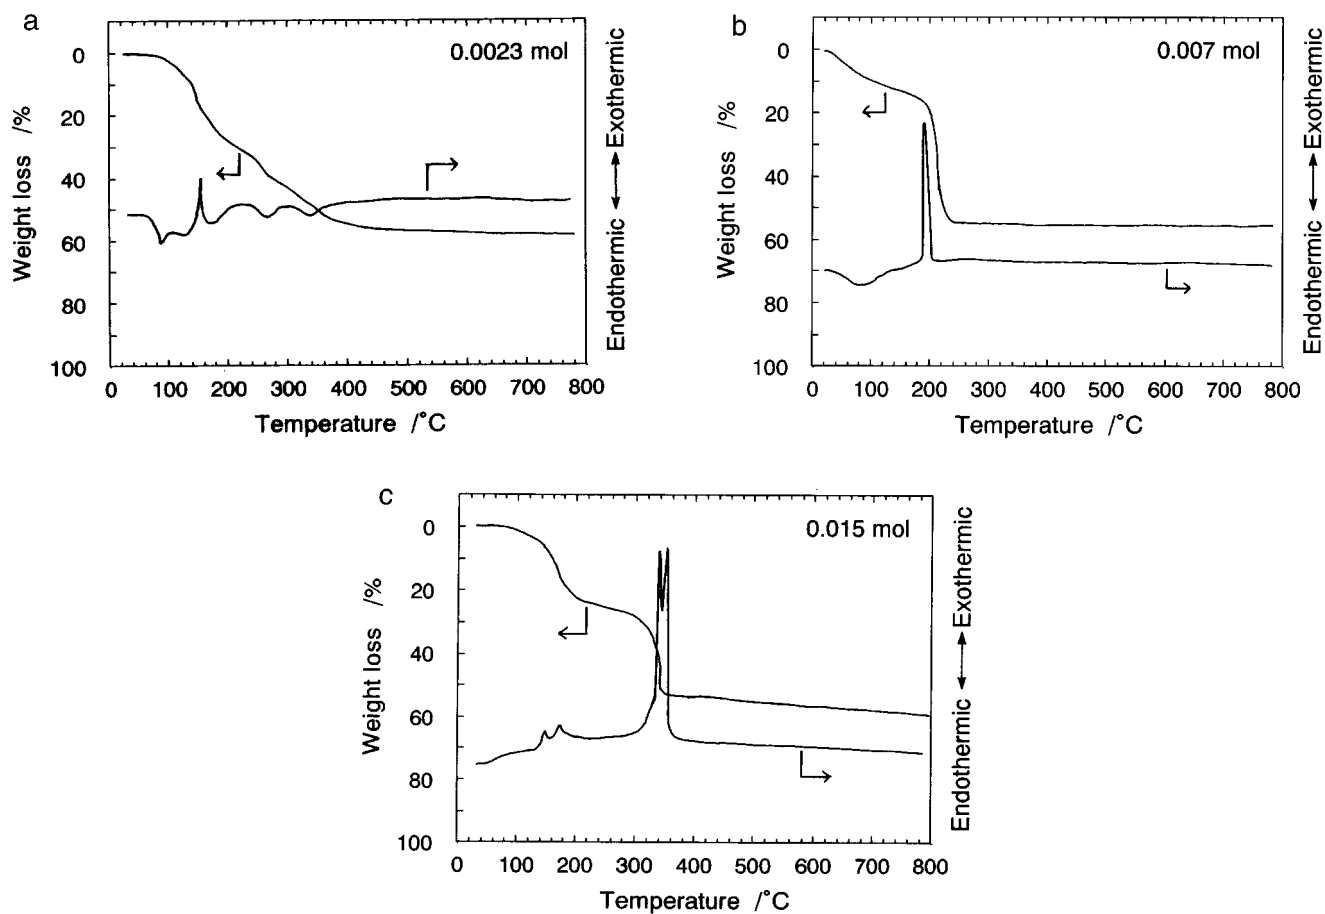 a
0.0023 mol
0
20
40
60
80
100
Weight loss /%
0 100 200 300 400 500 600 700 800
Temperature /°C
Endothermic ↔ Exothermic
b
0.007 mol
0
20
40
60
80
100
Weight loss /%
0 100 200 300 400 500 600 700 800
Temperature /°C
Endothermic ↔ Exothermic
c
0.015 mol
0
20
40
60
80
100
Weight loss /%
0 100 200 300 400 500 600 700 800
Temperature /°C
Endothermic ↔ Exothermic